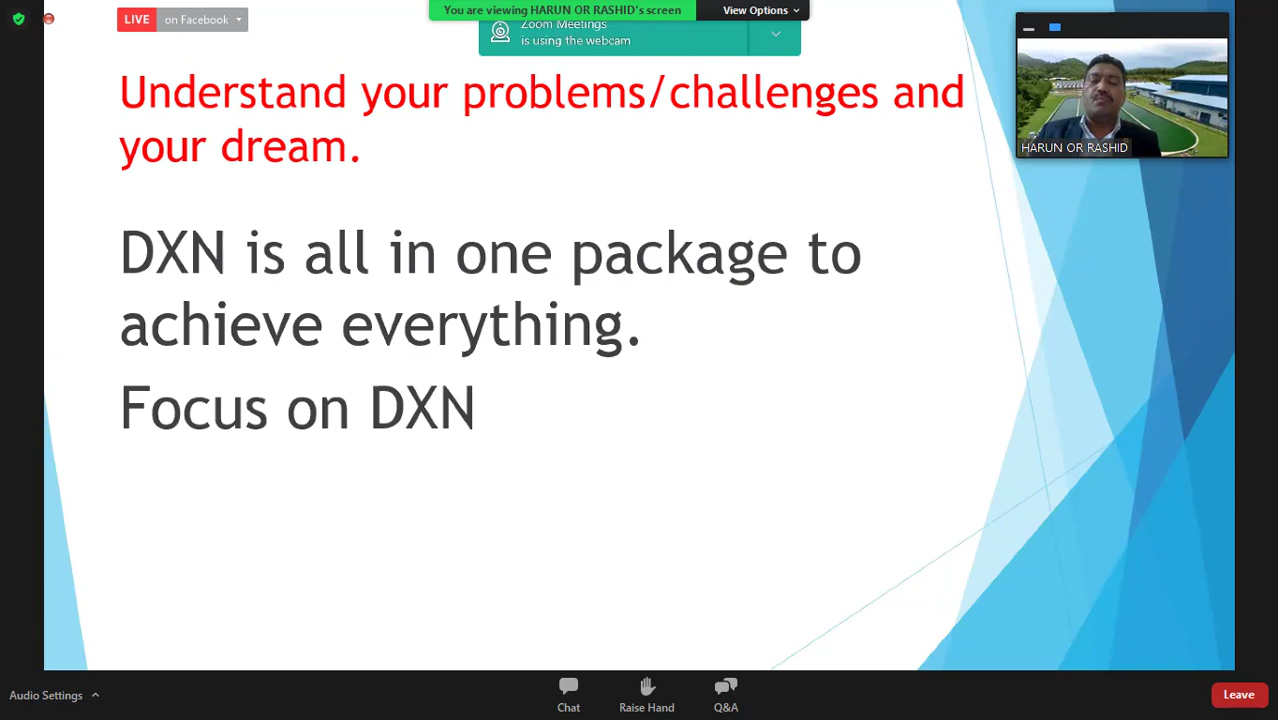 LIVE on Facebook
You are viewing HARUN OR RASHID's screen
View Options
Zoom Meetings
is using the webcam
Understand your problems/challenges and
your dream.
HARUN OR RASHID
DXN is all in one package to
achieve everything.
Focus on DXN
Audio Settings
Chat
Raise Hand
Q&A
Leave